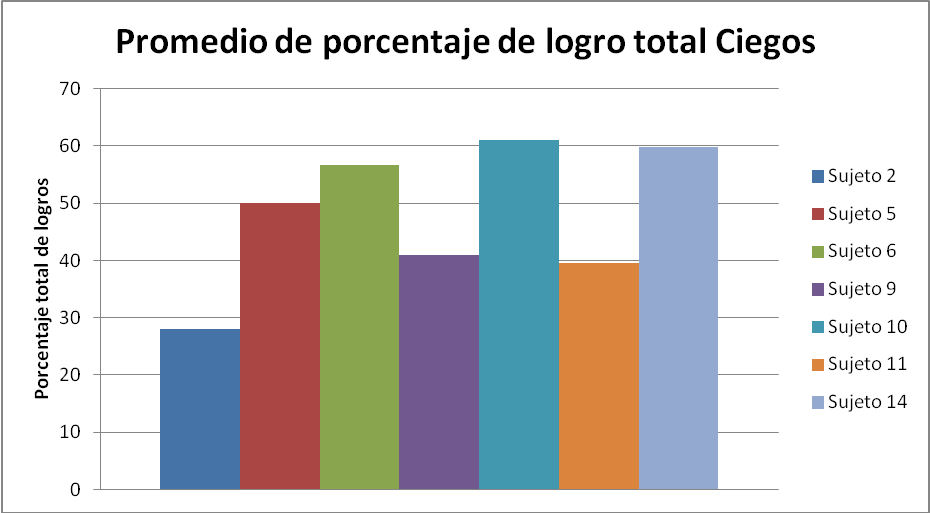 Promedio de porcentaje de logro total Ciegos
Porcentaje total de logros
70
60
50
40
30
20
10
0
Sujeto 2
Sujeto 5
Sujeto 6
Sujeto 9
Sujeto 10
Sujeto 11
Sujeto 14